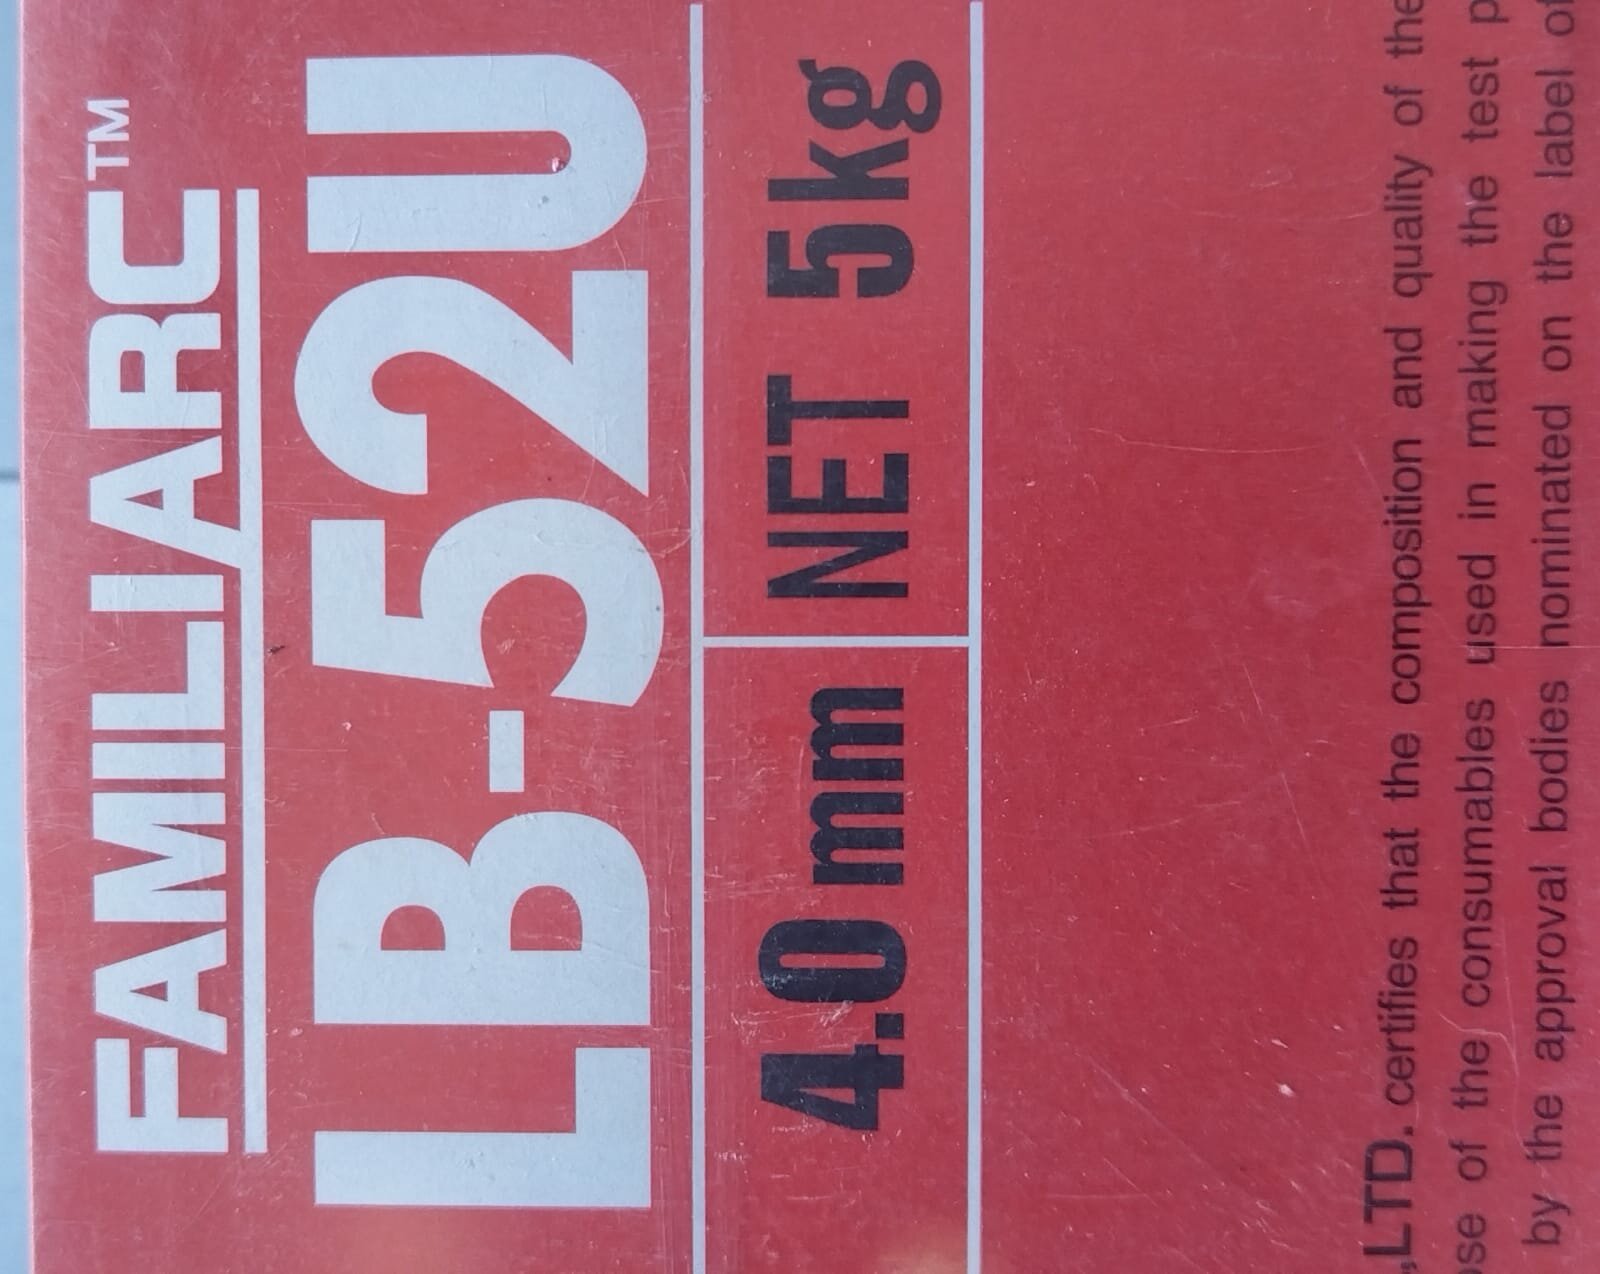 FAMILIARC™
LB-52U
4.0mm NET 5kg
,LTD. certifies that the composition and quality of the
of the consumables used in making the test
by the approval bodies nominated on the label of